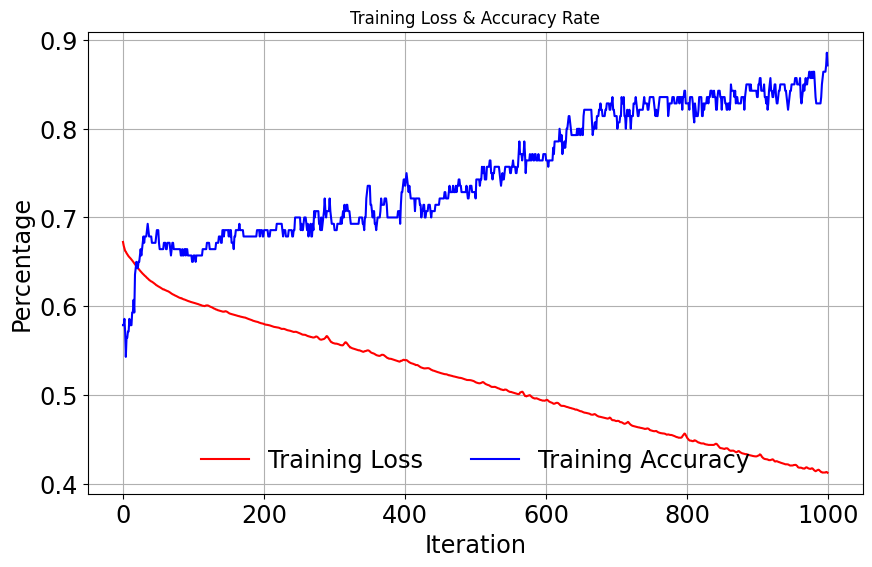 Training Loss & Accuracy Rate
0.9
0.8
0.7
0.6
0.5
0.4
Percentage
Training Loss Training Accuracy
0 200 400 600 800 1000
Iteration